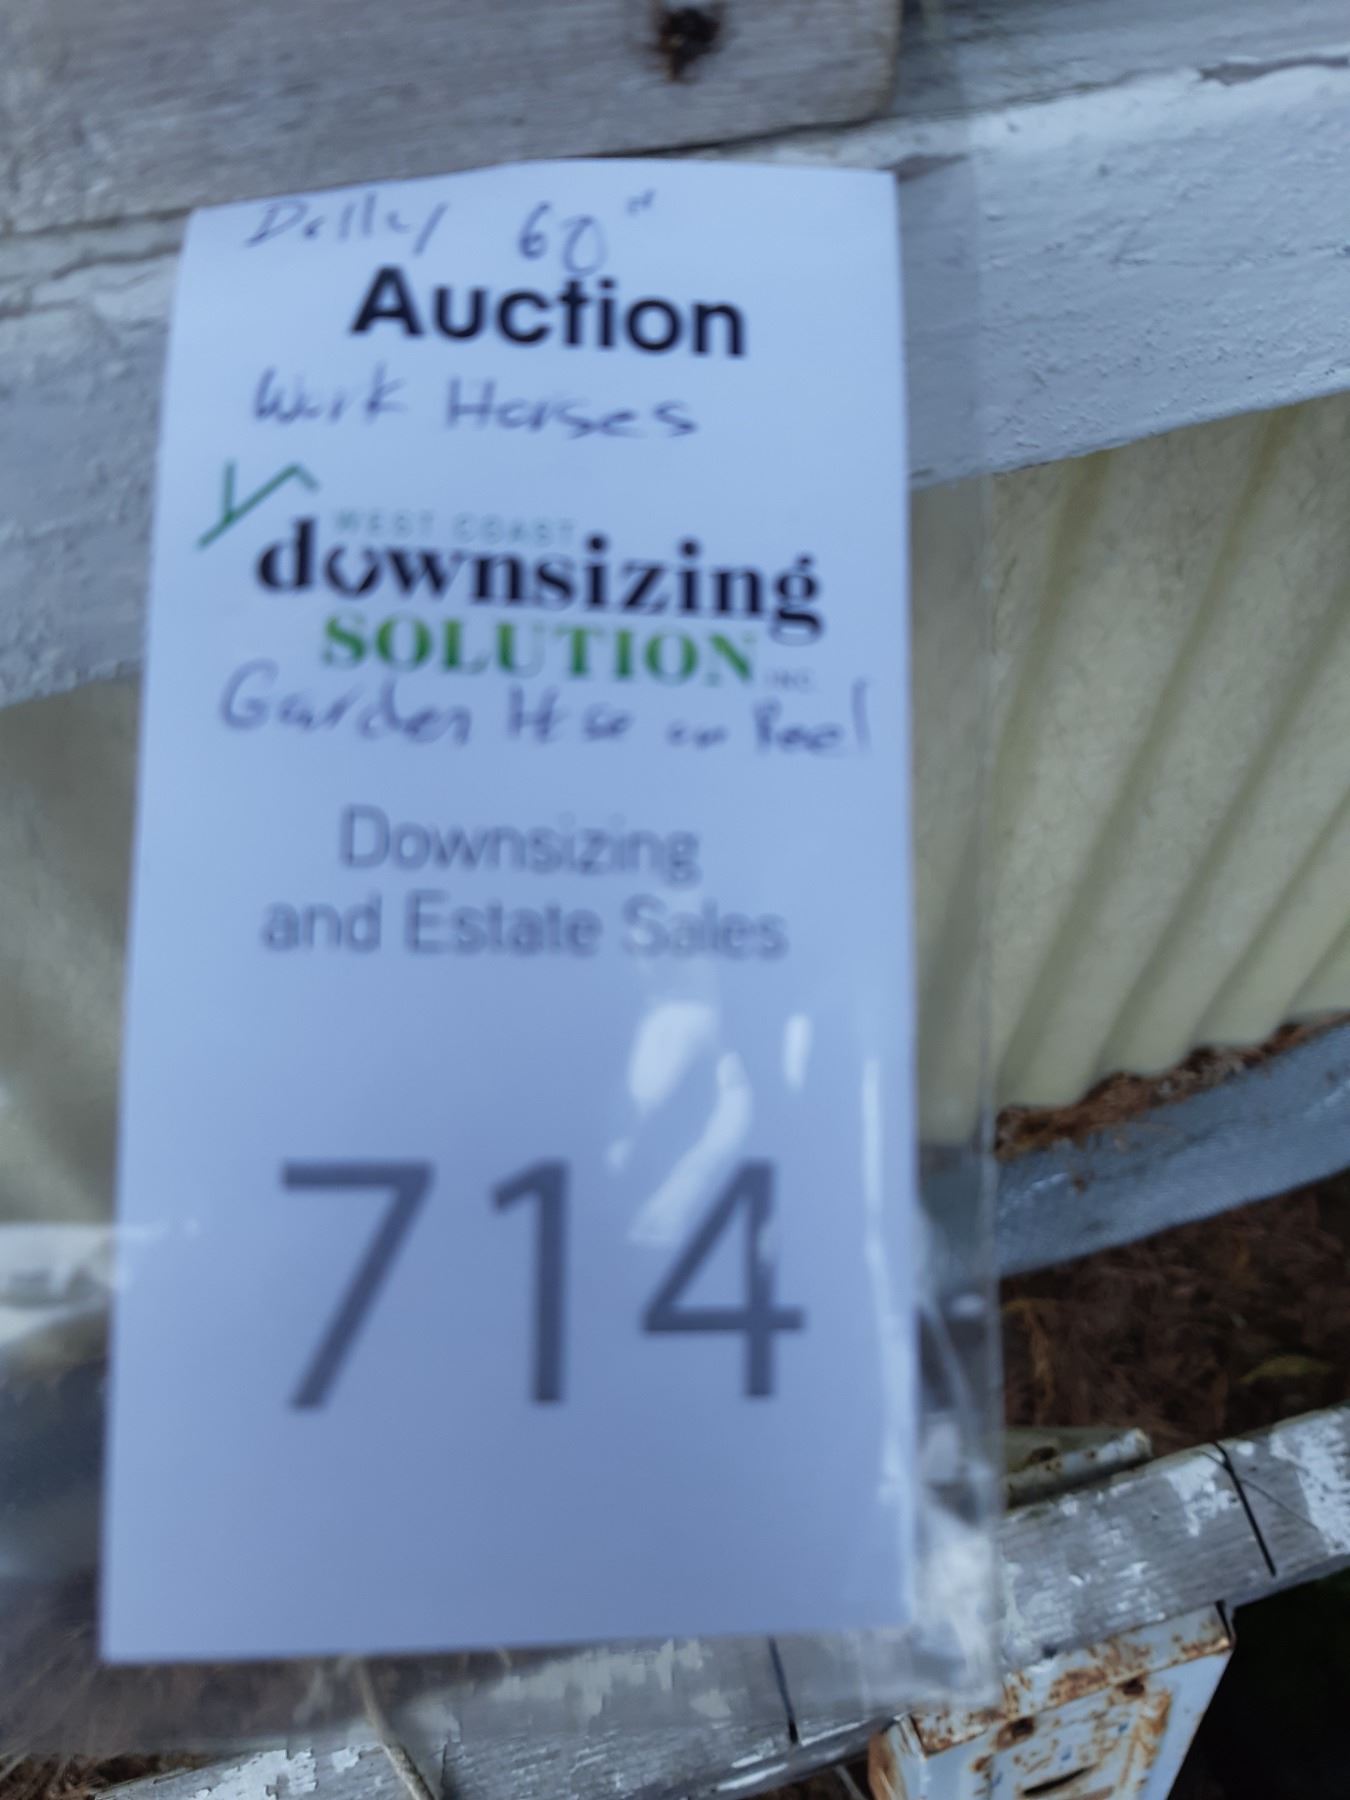 Dolly 60"
Auction
Work Horses
WEST COAST
downsizing
SOLUTION INC.
Garden Hose on Reel
Downsizing
and Estate Sales
714